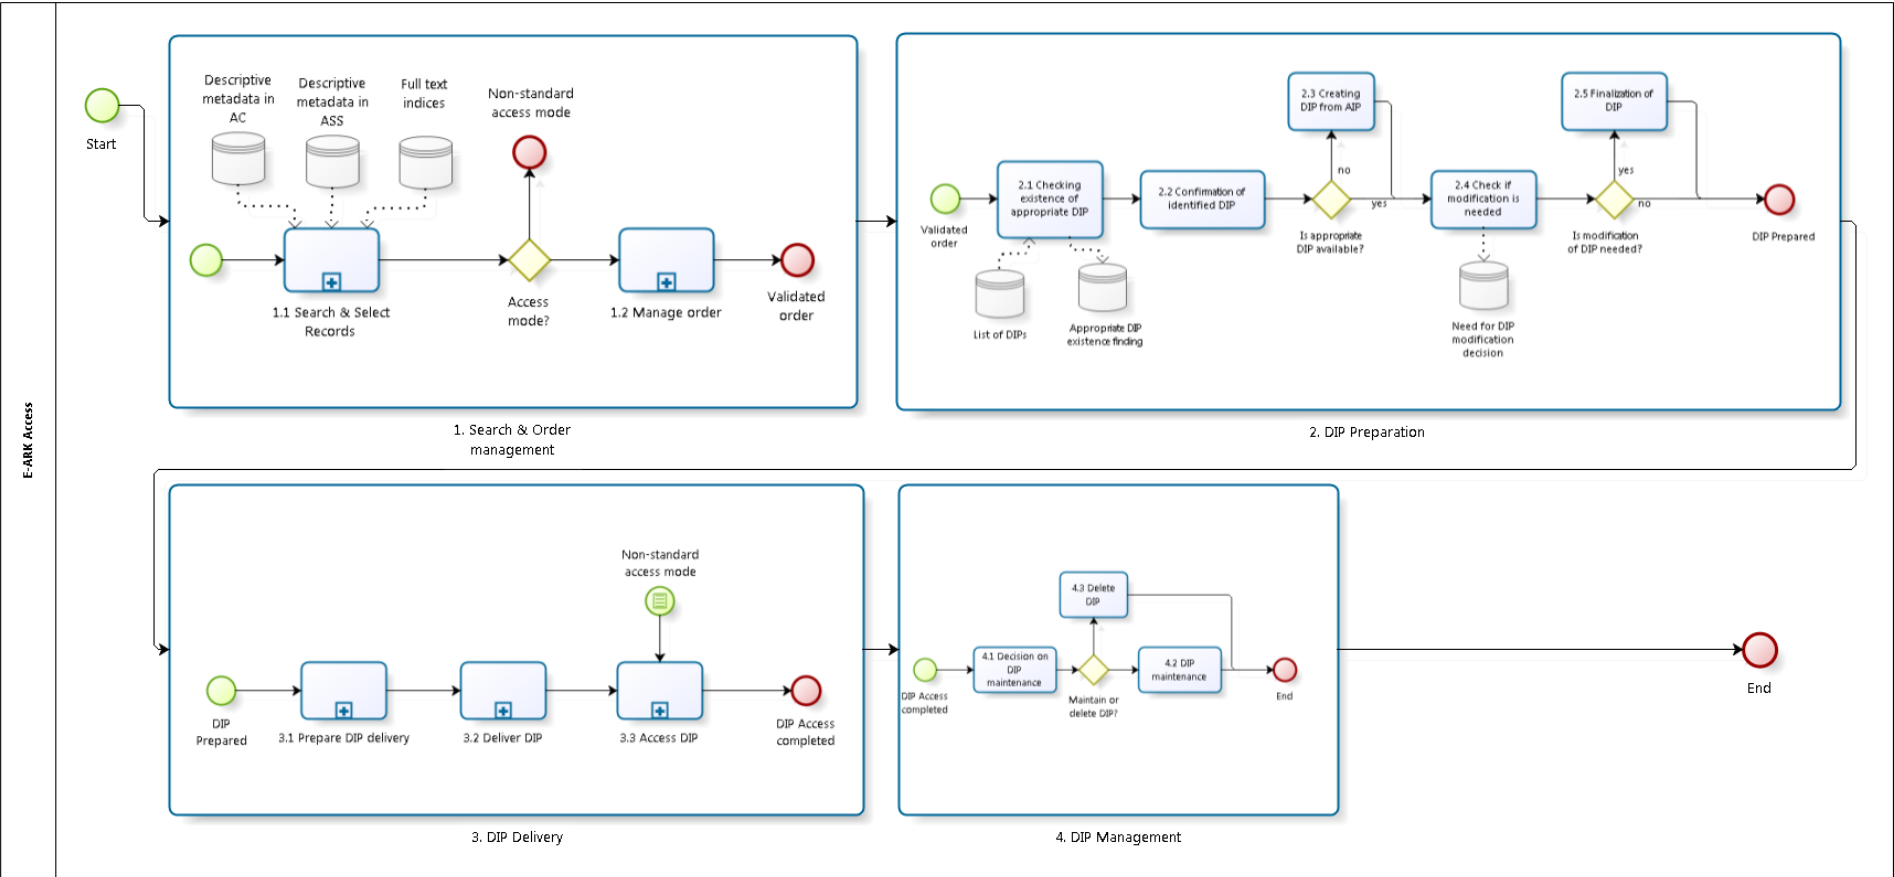 E-ARK Access
Start
Descriptive
metadata in
AC
Descriptive
metadata in
ASS
Full text
indices
Non-standard
access mode
1.1 Search & Select
Records
Access
mode?
1.2 Manage order
Validated
order
1. Search & Order
management
Validated
order
2.1 Checking
existence of
appropriate DIP
List of DIPs
Appropriate DIP
existence finding
2.2 Confirmation of
identified DIP
2.3 Creating
DIP from AIP
no
yes
Is appropriate
DIP available?
2.4 Check if
modification is
needed
Need for DIP
modification
decision
2.5 Finalization of
DIP
yes
no
Is modification
of DIP needed?
DIP Prepared
2. DIP Preparation
DIP
Prepared
3.1 Prepare DIP delivery
3.2 Deliver DIP
Non-standard
access mode
3.3 Access DIP
DIP Access
completed
3. DIP Delivery
DIP Access
completed
4.1 Decision on
DIP
maintenance
4.3 Delete
DIP
Maintain or
delete DIP?
4.2 DIP
maintenance
End
4. DIP Management
End